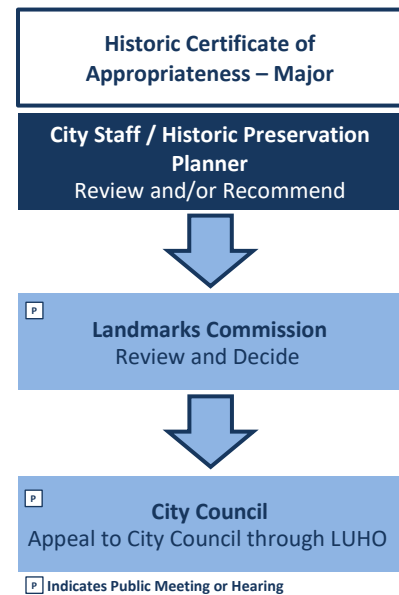 Historic Certificate of
Appropriateness – Major
City Staff / Historic Preservation
Planner
Review and/or Recommend
P
Landmarks Commission
Review and Decide
P
City Council
Appeal to City Council through LUHO
P Indicates Public Meeting or Hearing